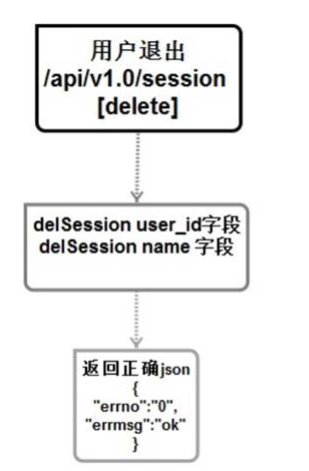 用户退出
/api/v1.0/session
[delete]
delSession user_id字段
delSession name 字段
返回正确json
{
"errno":"0",
"errmsg":"ok"
}